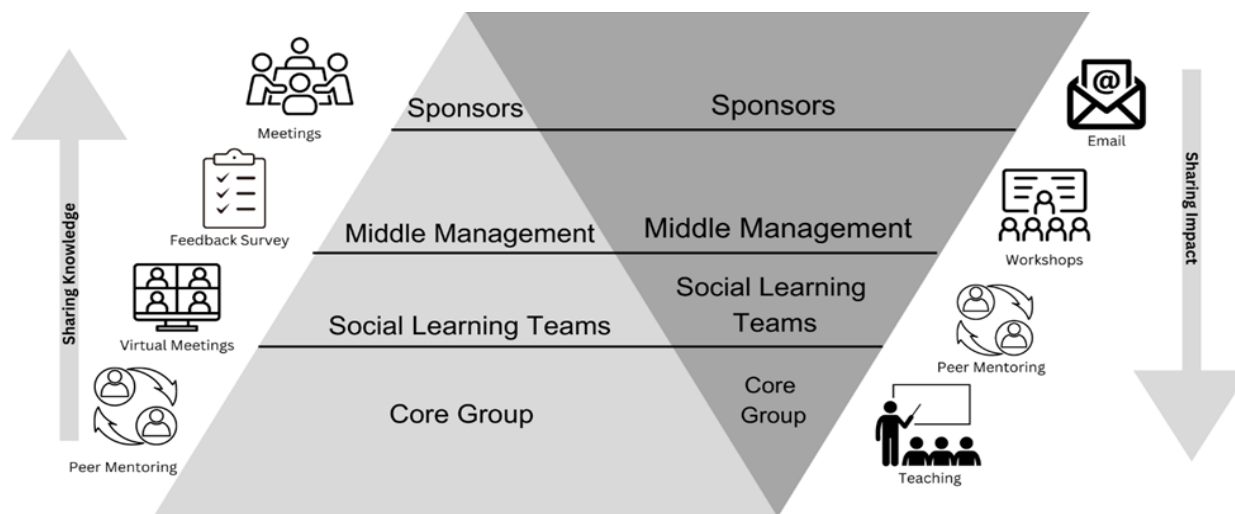 Sharing Knowledge
Meetings
Feedback Survey
Virtual Meetings
Peer Mentoring
Sponsors
Middle Management
Social Learning Teams
Core Group
Sponsors
Middle Management
Social Learning
Teams
Core
Group
@
Email
Workshops
Peer Mentoring
Teaching
Sharing Impact